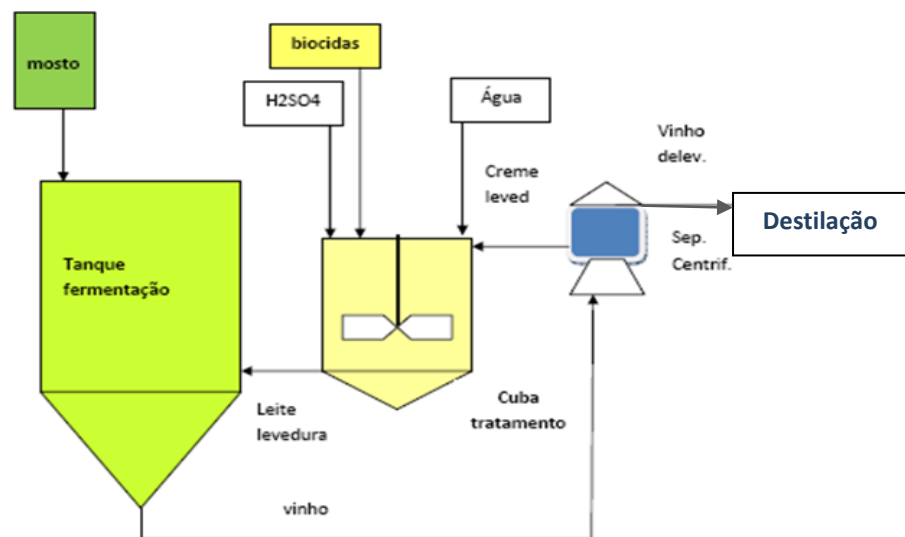 mosto
biocidas
H2SO4
Água
Vinho
delev.
Creme
leved
Destilação
Sep.
Centrif.
Tanque
fermentação
Cuba
tratamento
Leite
levedura
vinho